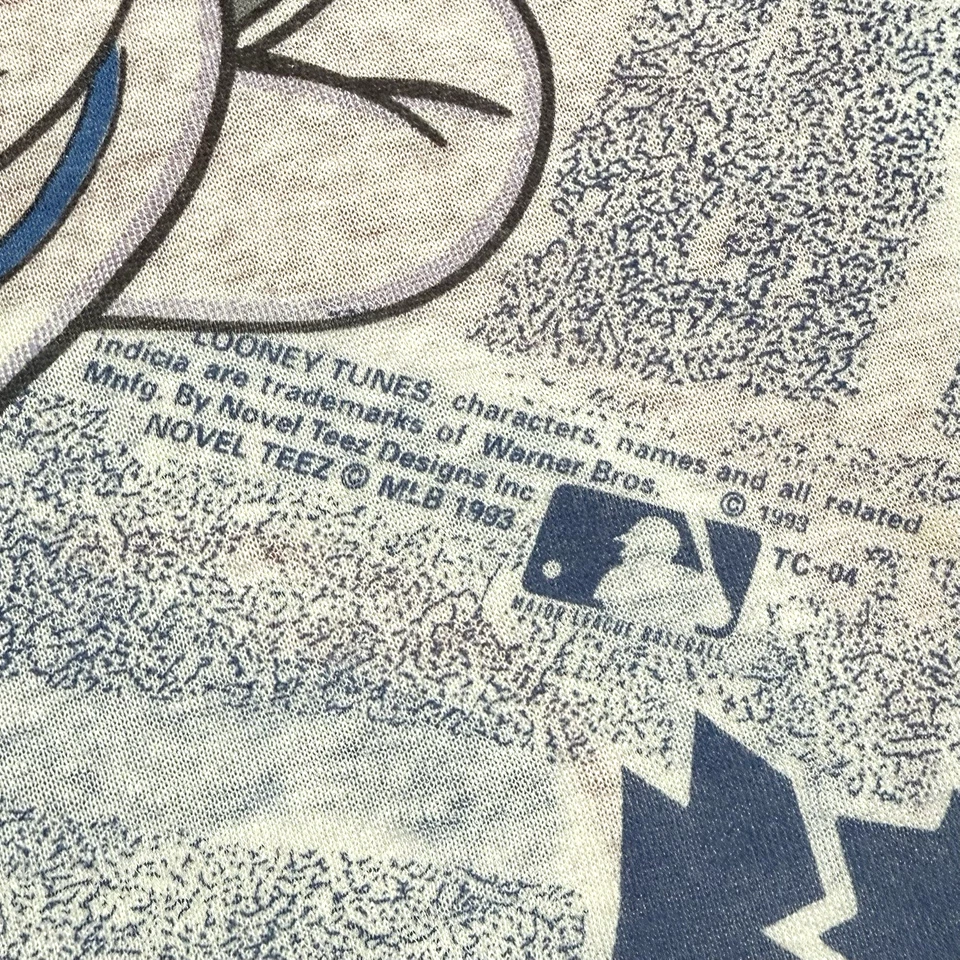 LOONEY TUNES, characters, names and all related
indicia are trademarks of Warner Bros. © 1993
Mnfg. By Novel Teez Designs Inc
NOVEL TEEZ © MLB 1993
TC-04
MAJOR LEAGUE BASEBALL